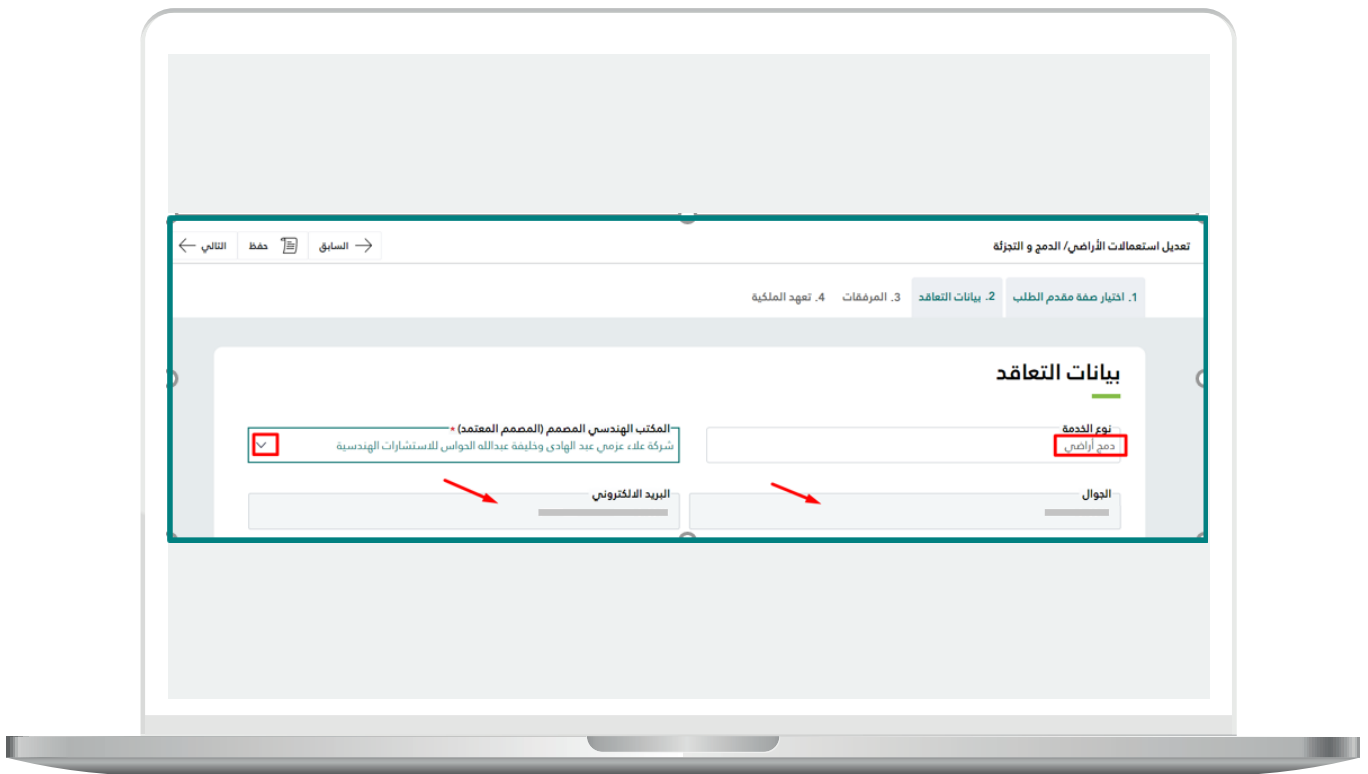 تعديل استعمالات الأراضي/ الدمج و التجزئة
السابق
حفظ
التالي
1. اختيار صفة مقدم الطلب
2. بيانات التعاقد
3. المرفقات
4. تعهد الملكية
بيانات التعاقد
نوع الخدمة
دمج أراضي
المكتب الهندسي المصمم (المصمم المعتمد) *
شركة علاء عزمي عبد الهادى وخليفة عبدالله الحواس للاستشارات الهندسية
الجوال
البريد الالكتروني